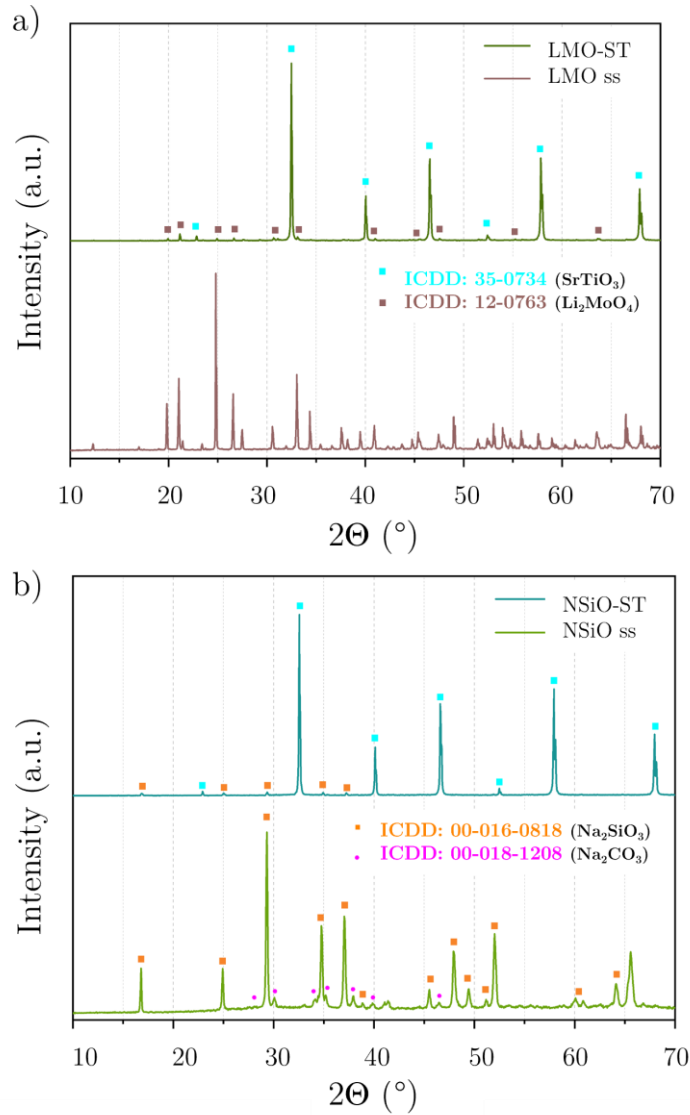 a)
LMO-ST
LMO ss
ICDD: 35-0734 (SrTiO₃)
ICDD: 12-0763 (Li₂MoO₄)
Intensity (a.u.)
10 20 30 40 50 60 70
2Θ (°)
b)
NSiO-ST
NSiO ss
ICDD: 00-016-0818 (Na₂SiO₃)
ICDD: 00-018-1208 (Na₂CO₃)
Intensity (a.u.)
10 20 30 40 50 60 70
2Θ (°)